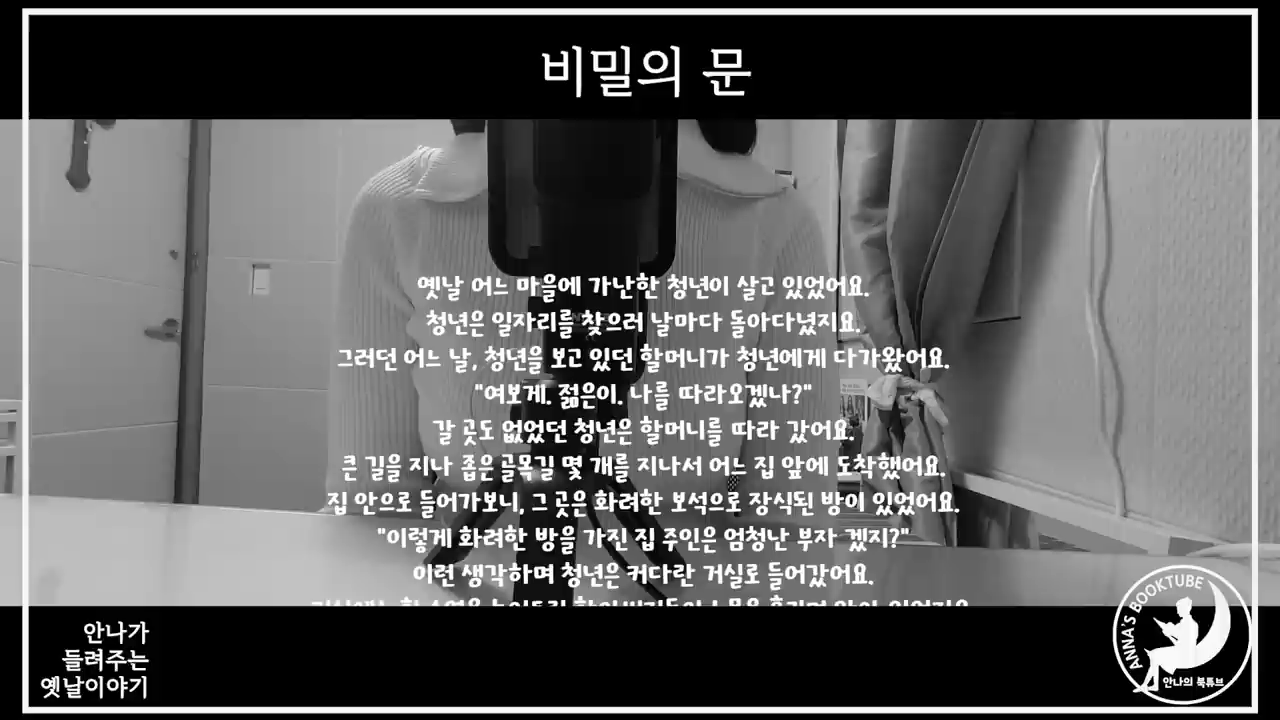 비밀의 문
옛날 어느 마을에 가난한 청년이 살고 있었어요.
청년은 일자리를 찾으러 날마다 돌아다녔지요.
그러던 어느 날, 청년을 보고 있던 할머니가 청년에게 다가왔어요.
"여보게. 젊은이. 나를 따라오겠나?"
갈 곳도 없었던 청년은 할머니를 따라 갔어요.
큰 길을 지나 좁은 골목길 몇 개를 지나서 어느 집 앞에 도착했어요.
집 안으로 들어가보니, 그 곳은 화려한 보석으로 장식된 방이 있었어요.
"이렇게 화려한 방을 가진 집 주인은 엄청난 부자 겠지?"
이런 생각하며 청년은 커다란 거실로 들어갔어요.
안나가
들려주는
옛날이야기
ANNA'S BOOKTUBE
안나의 북튜브